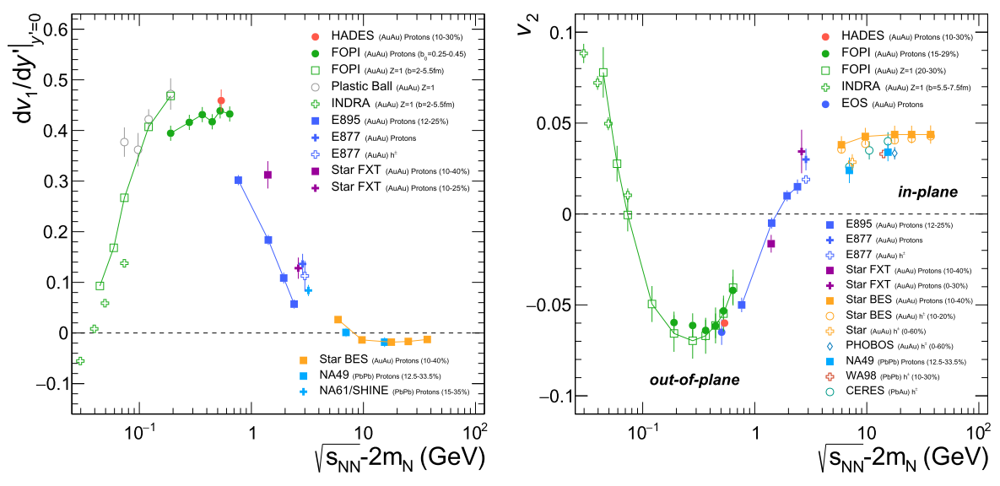 dv₁/dy'|y'=0
0.6
0.5
0.4
0.3
0.2
0.1
0
−0.1
HADES (AuAu) Protons (10-30%)
FOPI (AuAu) Protons (b₀=0.25-0.45)
FOPI (AuAu) Z=1 (b=2-5.5fm)
Plastic Ball (AuAu) Z=1
INDRA (AuAu) Z=1 (b=2-5.5fm)
E895 (AuAu) Protons (12-25%)
E877 (AuAu) Protons
E877 (AuAu) h±
Star FXT (AuAu) Protons (10-40%)
Star FXT (AuAu) Protons (10-25%)
Star BES (AuAu) Protons (10-40%)
NA49 (PbPb) Protons (12.5-33.5%)
NA61/SHINE (PbPb) Protons (15-35%)
10⁻¹ 1 10 10²
√sNN-2mN (GeV)
v₂
0.1
0.05
0
−0.05
−0.1
HADES (AuAu) Protons (10-30%)
FOPI (AuAu) Protons (15-29%)
FOPI (AuAu) Z=1 (20-30%)
INDRA (AuAu) Z=1 (b=5.5-7.5fm)
EOS (AuAu) Protons
in-plane
E895 (AuAu) Protons (12-25%)
E877 (AuAu) Protons
E877 (AuAu) h±
Star FXT (AuAu) Protons (10-40%)
Star FXT (AuAu) Protons (0-30%)
Star BES (AuAu) Protons (10-40%)
Star BES (AuAu) h± (10-20%)
Star (AuAu) h± (0-60%)
PHOBOS (AuAu) h± (0-60%)
NA49 (PbPb) Protons (12.5-33.5%)
WA98 (PbPb) h± (10-30%)
CERES (PbAu) h±
out-of-plane
10⁻¹ 1 10 10²
√sNN-2mN (GeV)